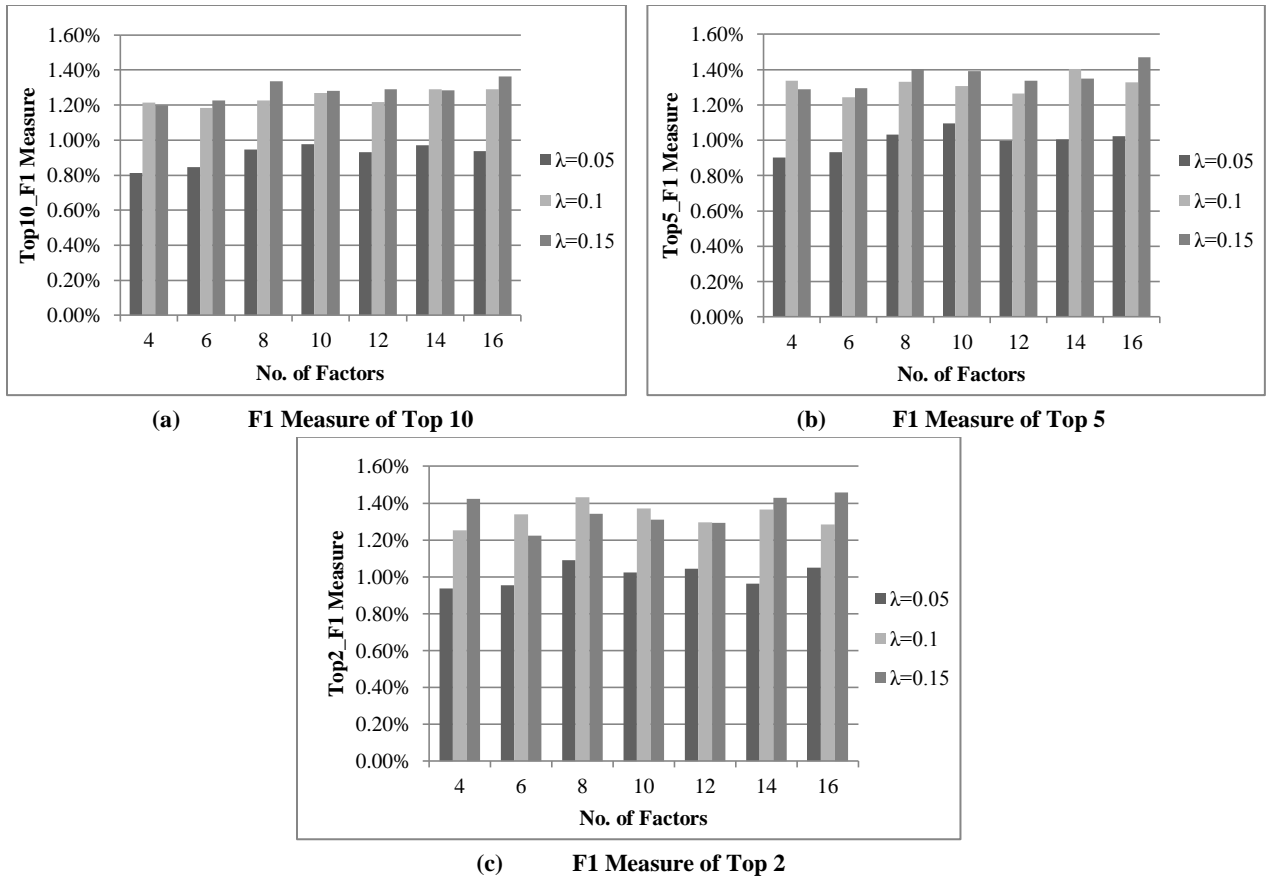 1.60%
1.40%
1.20%
1.00%
0.80%
0.60%
0.40%
0.20%
0.00%
Top10_F1 Measure
4 6 8 10 12 14 16
No. of Factors
λ=0.05
λ=0.1
λ=0.15
(a) F1 Measure of Top 10
1.60%
1.40%
1.20%
1.00%
0.80%
0.60%
0.40%
0.20%
0.00%
Top5_F1 Measure
4 6 8 10 12 14 16
No. of Factors
λ=0.05
λ=0.1
λ=0.15
(b) F1 Measure of Top 5
1.60%
1.40%
1.20%
1.00%
0.80%
0.60%
0.40%
0.20%
0.00%
Top2_F1 Measure
4 6 8 10 12 14 16
No. of Factors
λ=0.05
λ=0.1
λ=0.15
(c) F1 Measure of Top 2